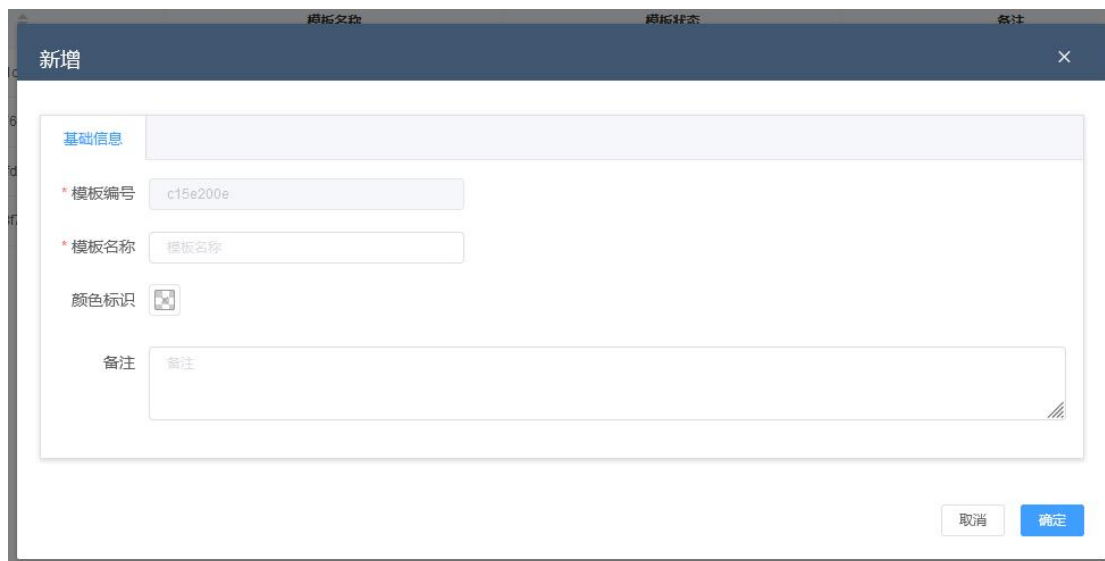 模板名称 模板状态 备注
新增
基础信息
* 模板编号 c15e200e
* 模板名称 模板名称
颜色标识
备注 备注
取消 确定